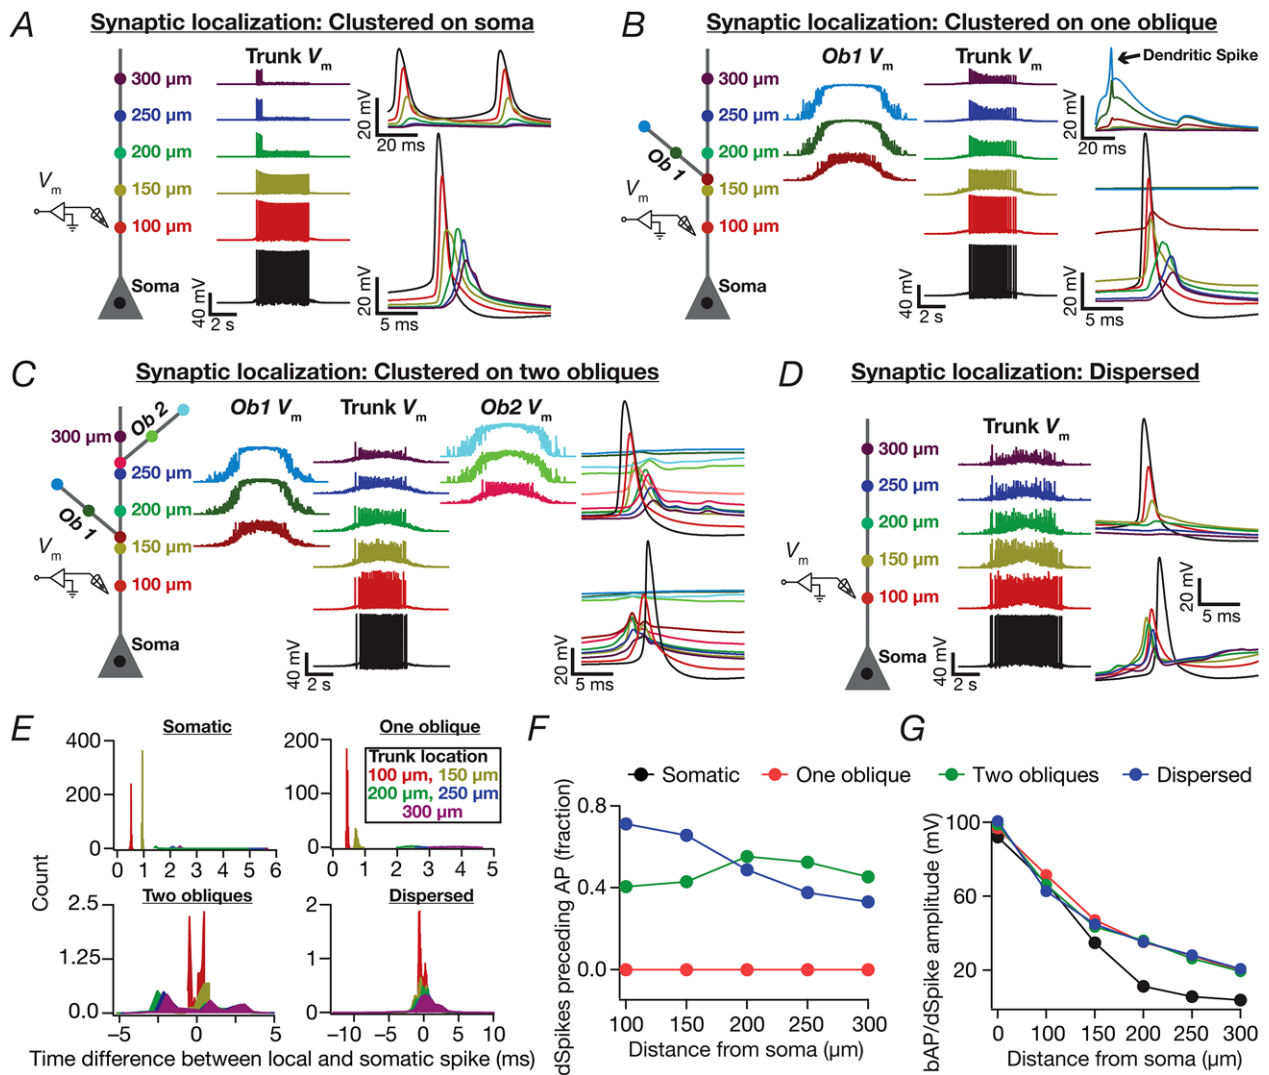 A Synaptic localization: Clustered on soma
Trunk Vm
300 µm
250 µm
200 µm
150 µm
100 µm
Vm
Soma
40 mV
2 s
20 mV
20 ms
20 mV
5 ms
B Synaptic localization: Clustered on one oblique
Ob1 Vm
Trunk Vm
Dendritic Spike
300 µm
250 µm
200 µm
150 µm
100 µm
Ob 1
Vm
Soma
40 mV
2 s
20 mV
20 ms
20 mV
5 ms
C Synaptic localization: Clustered on two obliques
Ob1 Vm
Trunk Vm
Ob2 Vm
Ob 2
300 µm
250 µm
200 µm
150 µm
100 µm
Ob 1
Vm
Soma
40 mV
2 s
20 mV
5 ms
D Synaptic localization: Dispersed
Trunk Vm
300 µm
250 µm
200 µm
150 µm
100 µm
Vm
Soma
40 mV
2 s
20 mV
5 ms
E
Somatic
400
200
0
0 1 2 3 4 5 6
One oblique
200
100
0
0 1 2 3 4 5
Trunk location
100 µm, 150 µm
200 µm, 250 µm
300 µm
Count
Two obliques
2.5
1.25
0.0
−5 0 5
Dispersed
2
1
0
−10 −5 0 5 10
Time difference between local and somatic spike (ms)
F
G
Somatic
One oblique
Two obliques
Dispersed
dSpikes preceding AP (fraction)
0.8
0.4
0.0
100 150 200 250 300
Distance from soma (µm)
bAP/dSpike amplitude (mV)
100
60
20
0 50 100 150 200 250 300
Distance from soma (µm)